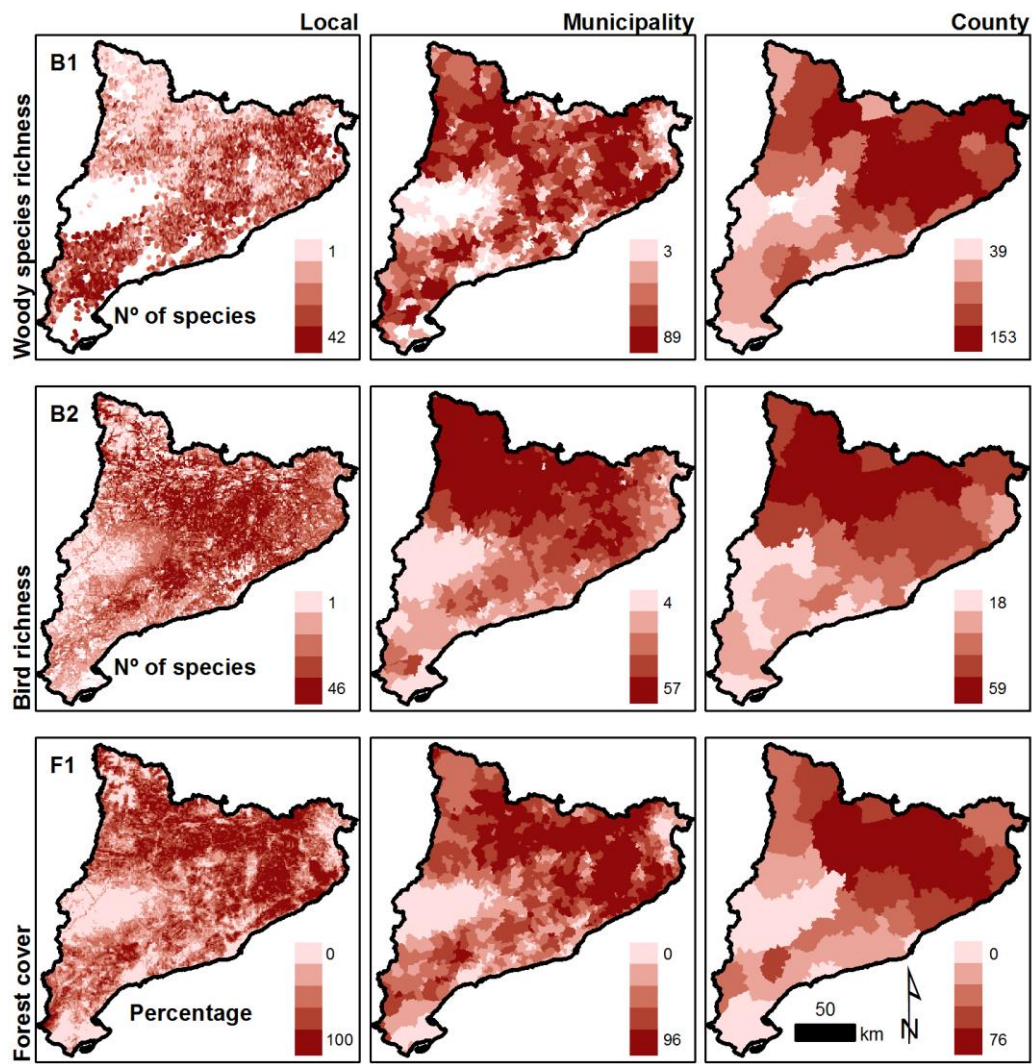 Local
Municipality
County
Woody species richness
B1
Nº of species
1
42
3
89
39
153
Bird richness
B2
Nº of species
1
46
4
57
18
59
Forest cover
F1
Percentage
0
100
0
96
50
km
N
0
76